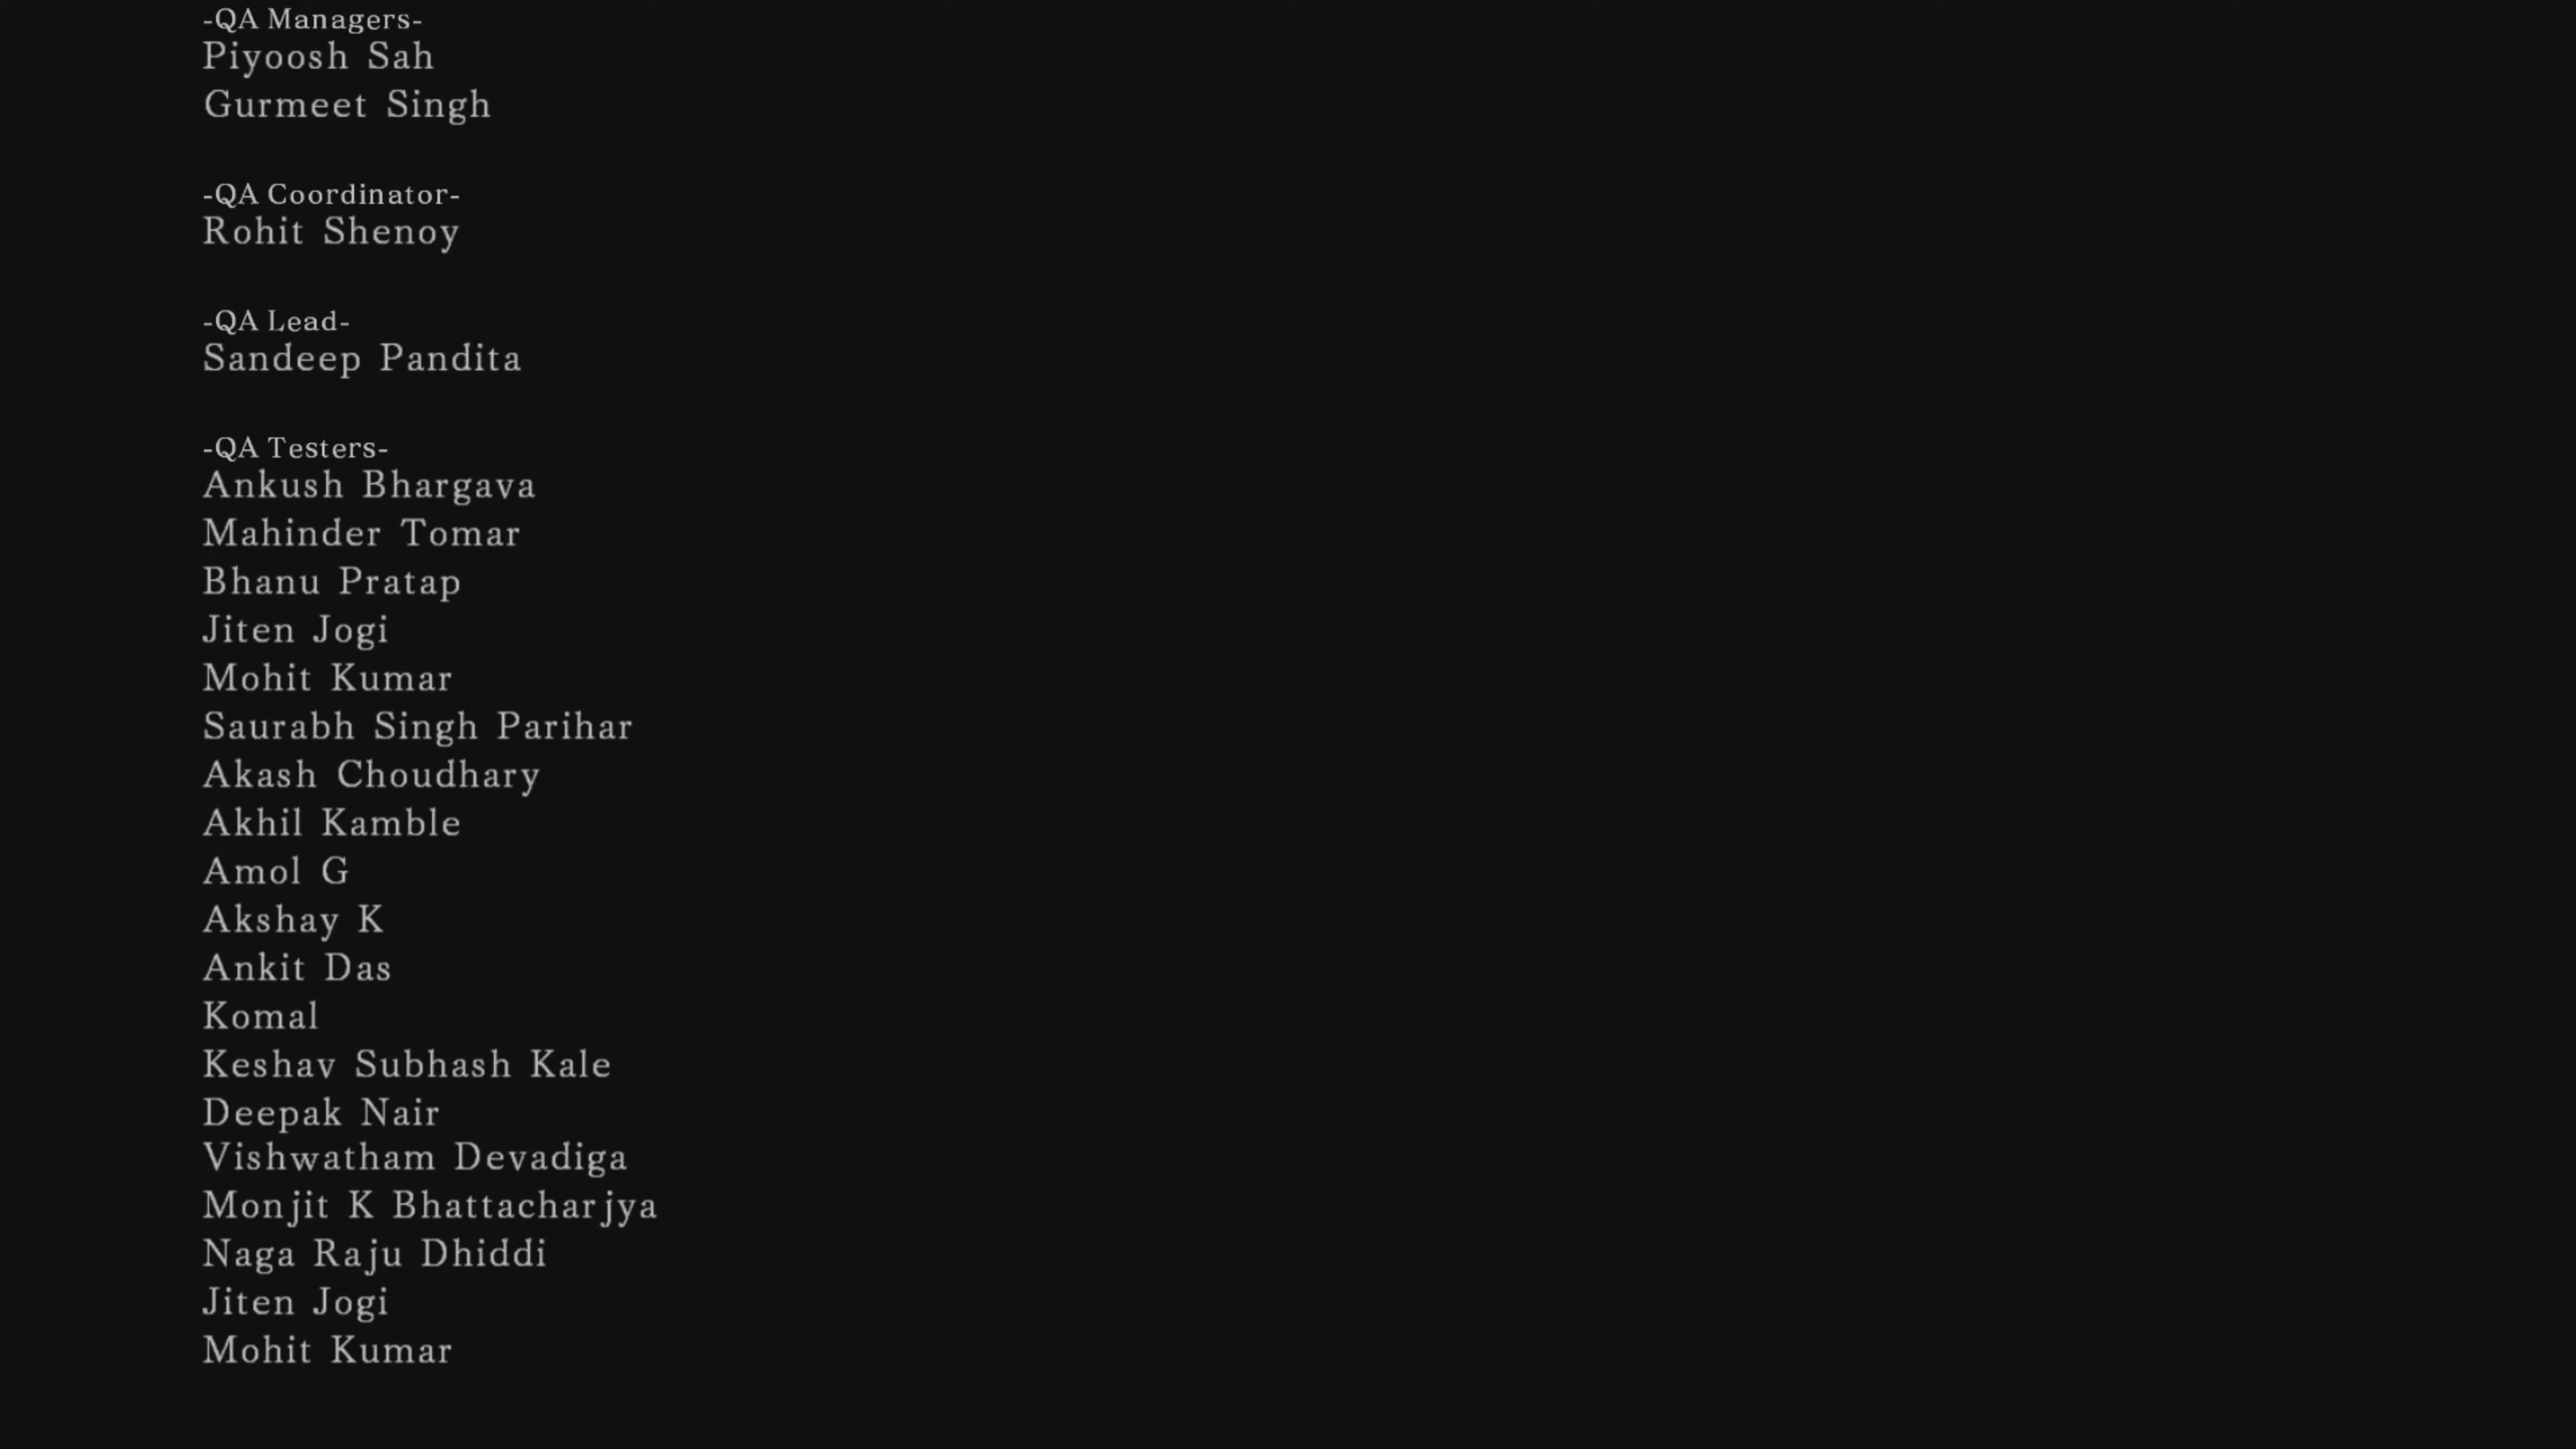 -QA Managers-
Piyoosh Sah
Gurmeet Singh
-QA Coordinator-
Rohit Shenoy
-QA Lead-
Sandeep Pandita
-QA Testers-
Ankush Bhargava
Mahinder Tomar
Bhanu Pratap
Jiten Jogi
Mohit Kumar
Saurabh Singh Parihar
Akash Choudhary
Akhil Kamble
Amol G
Akshay K
Ankit Das
Komal
Keshav Subhash Kale
Deepak Nair
Vishwatham Devadiga
Monjit K Bhattacharjya
Naga Raju Dhiddi
Jiten Jogi
Mohit Kumar